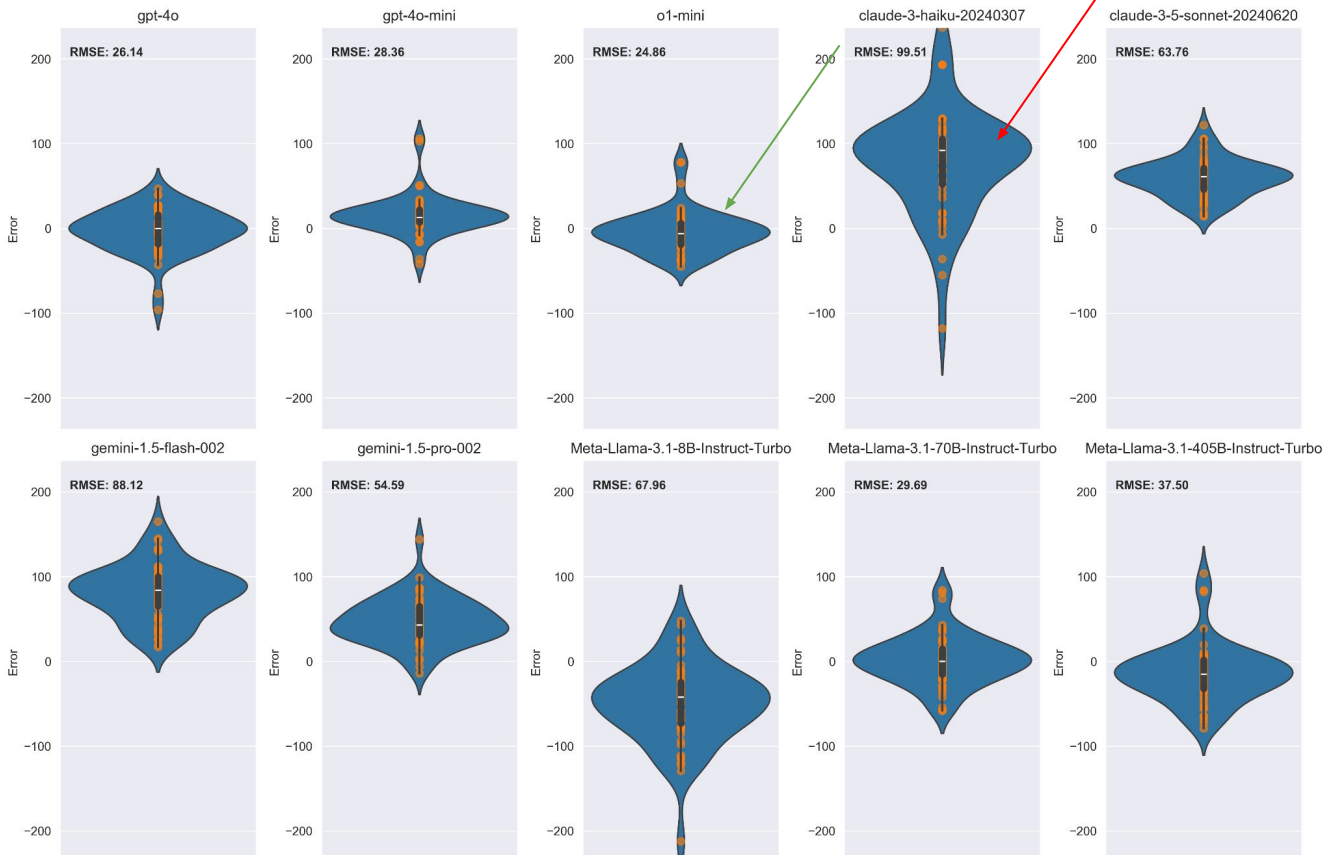 gpt-4o
gpt-4o-mini
o1-mini
claude-3-haiku-20240307
claude-3-5-sonnet-20240620
RMSE: 26.14
RMSE: 28.36
RMSE: 24.86
RMSE: 99.51
RMSE: 63.76
200
100
0
−100
−200
Error
200
100
0
−100
−200
Error
200
100
0
−100
−200
Error
200
100
0
−100
−200
Error
200
100
0
−100
−200
Error
gemini-1.5-flash-002
gemini-1.5-pro-002
Meta-Llama-3.1-8B-Instruct-Turbo
Meta-Llama-3.1-70B-Instruct-Turbo
Meta-Llama-3.1-405B-Instruct-Turbo
RMSE: 88.12
RMSE: 54.59
RMSE: 67.96
RMSE: 29.69
RMSE: 37.50
200
100
0
−100
−200
Error
200
100
0
−100
−200
Error
200
100
0
−100
−200
Error
200
100
0
−100
−200
Error
200
100
0
−100
−200
Error